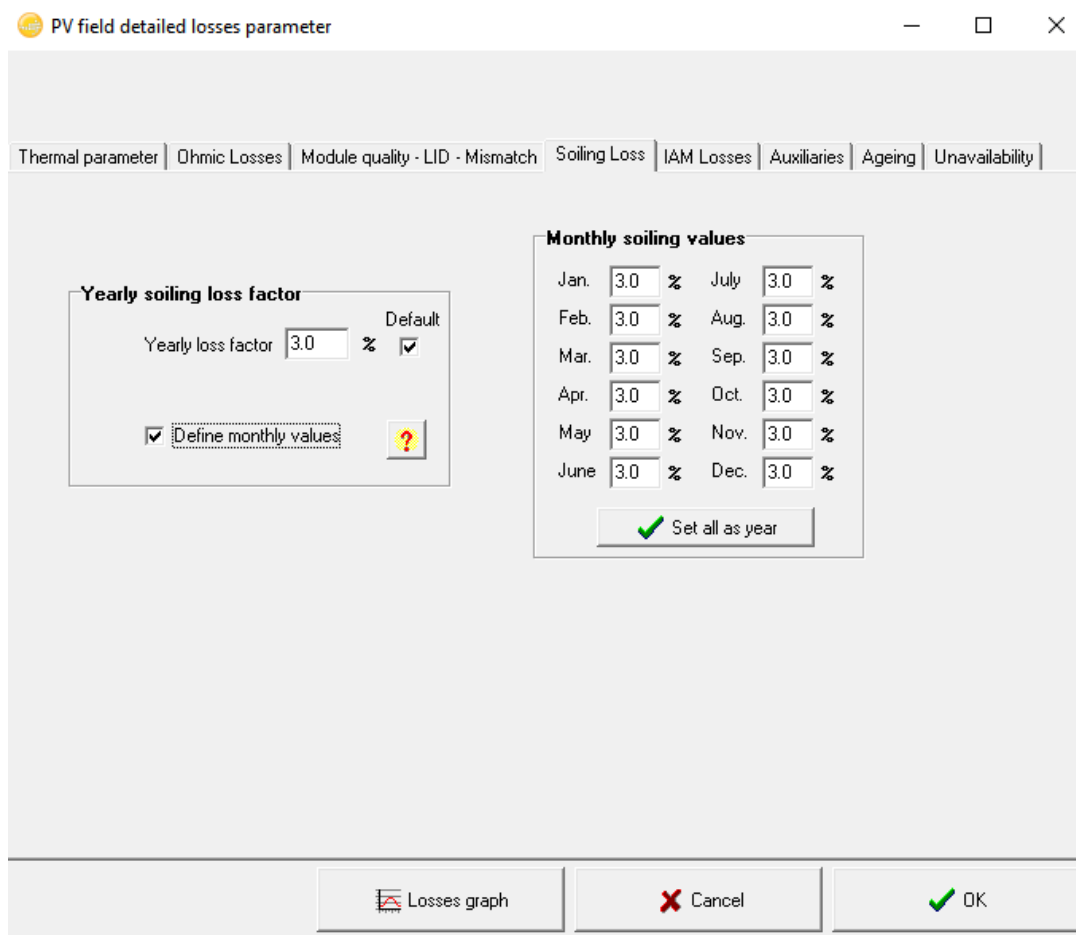 PV field detailed losses parameter
Thermal parameter Ohmic Losses Module quality - LID - Mismatch Soiling Loss IAM Losses Auxiliaries Ageing Unavailability
Yearly soiling loss factor
Default
Yearly loss factor 3.0 %
Define monthly values ?
Monthly soiling values
Jan. 3.0 % July 3.0 %
Feb. 3.0 % Aug. 3.0 %
Mar. 3.0 % Sep. 3.0 %
Apr. 3.0 % Oct. 3.0 %
May 3.0 % Nov. 3.0 %
June 3.0 % Dec. 3.0 %
Set all as year
Losses graph Cancel OK